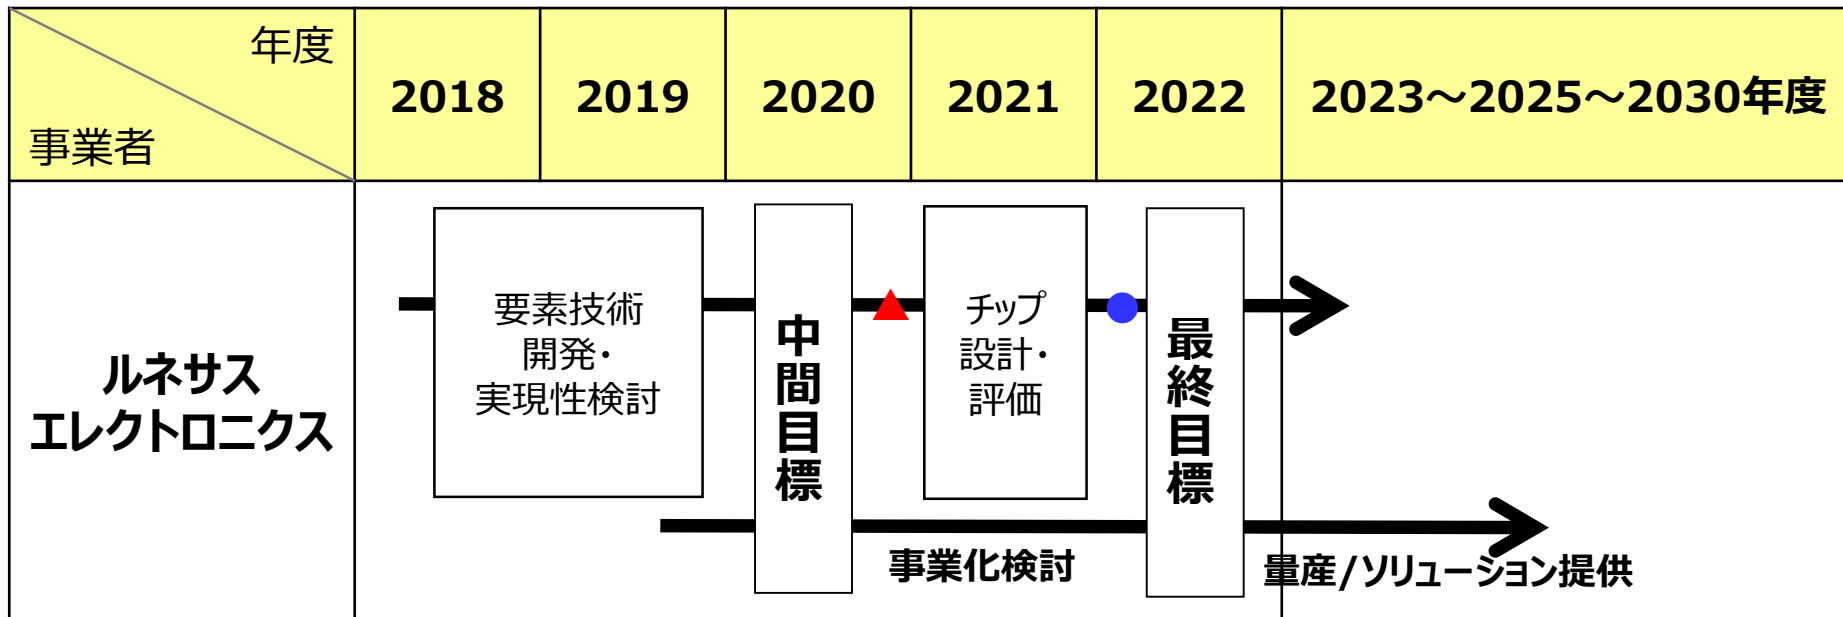 年度
事業者
2018
2019
2020
2021
2022
2023～2025～2030年度
ルネサス
エレクトロニクス
要素技術
開発・
実現性検討
中間目標
チップ
設計・
評価
最終目標
事業化検討
量産/ソリューション提供